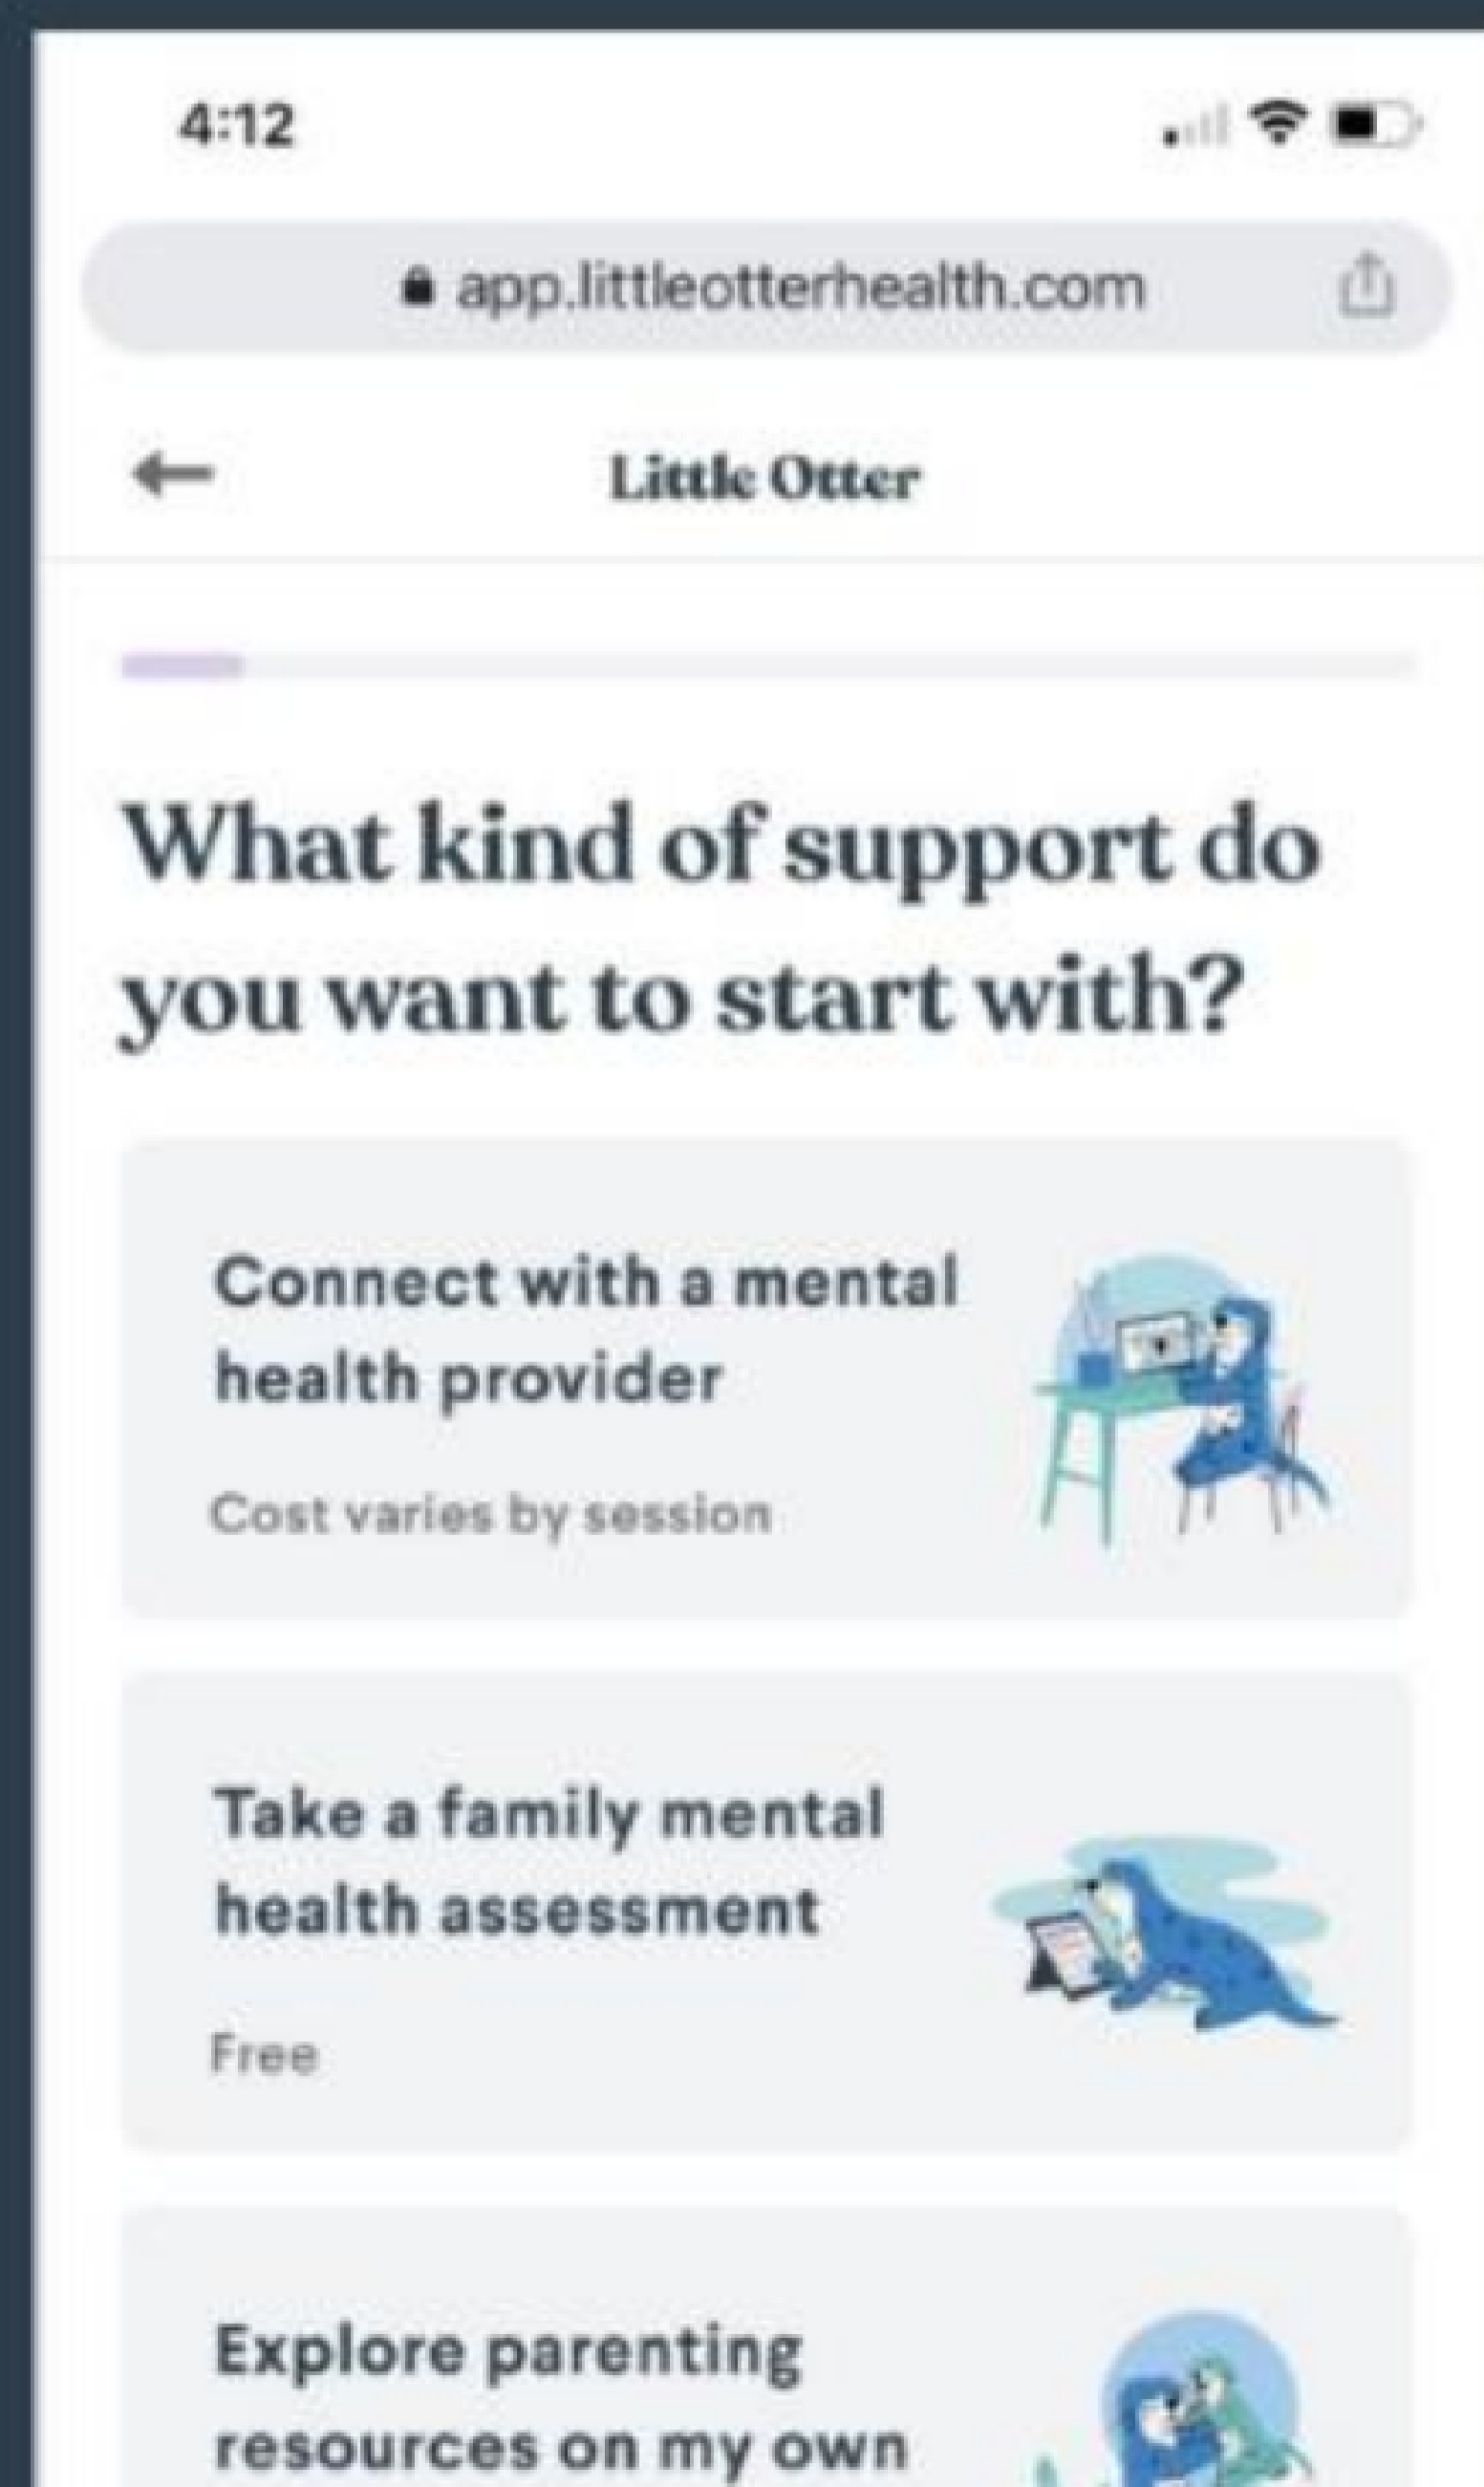 4:12
app.littleotterhealth.com
Little Otter
What kind of support do
you want to start with?
Connect with a mental
health provider
Cost varies by session
Take a family mental
health assessment
Free
Explore parenting
resources on my own